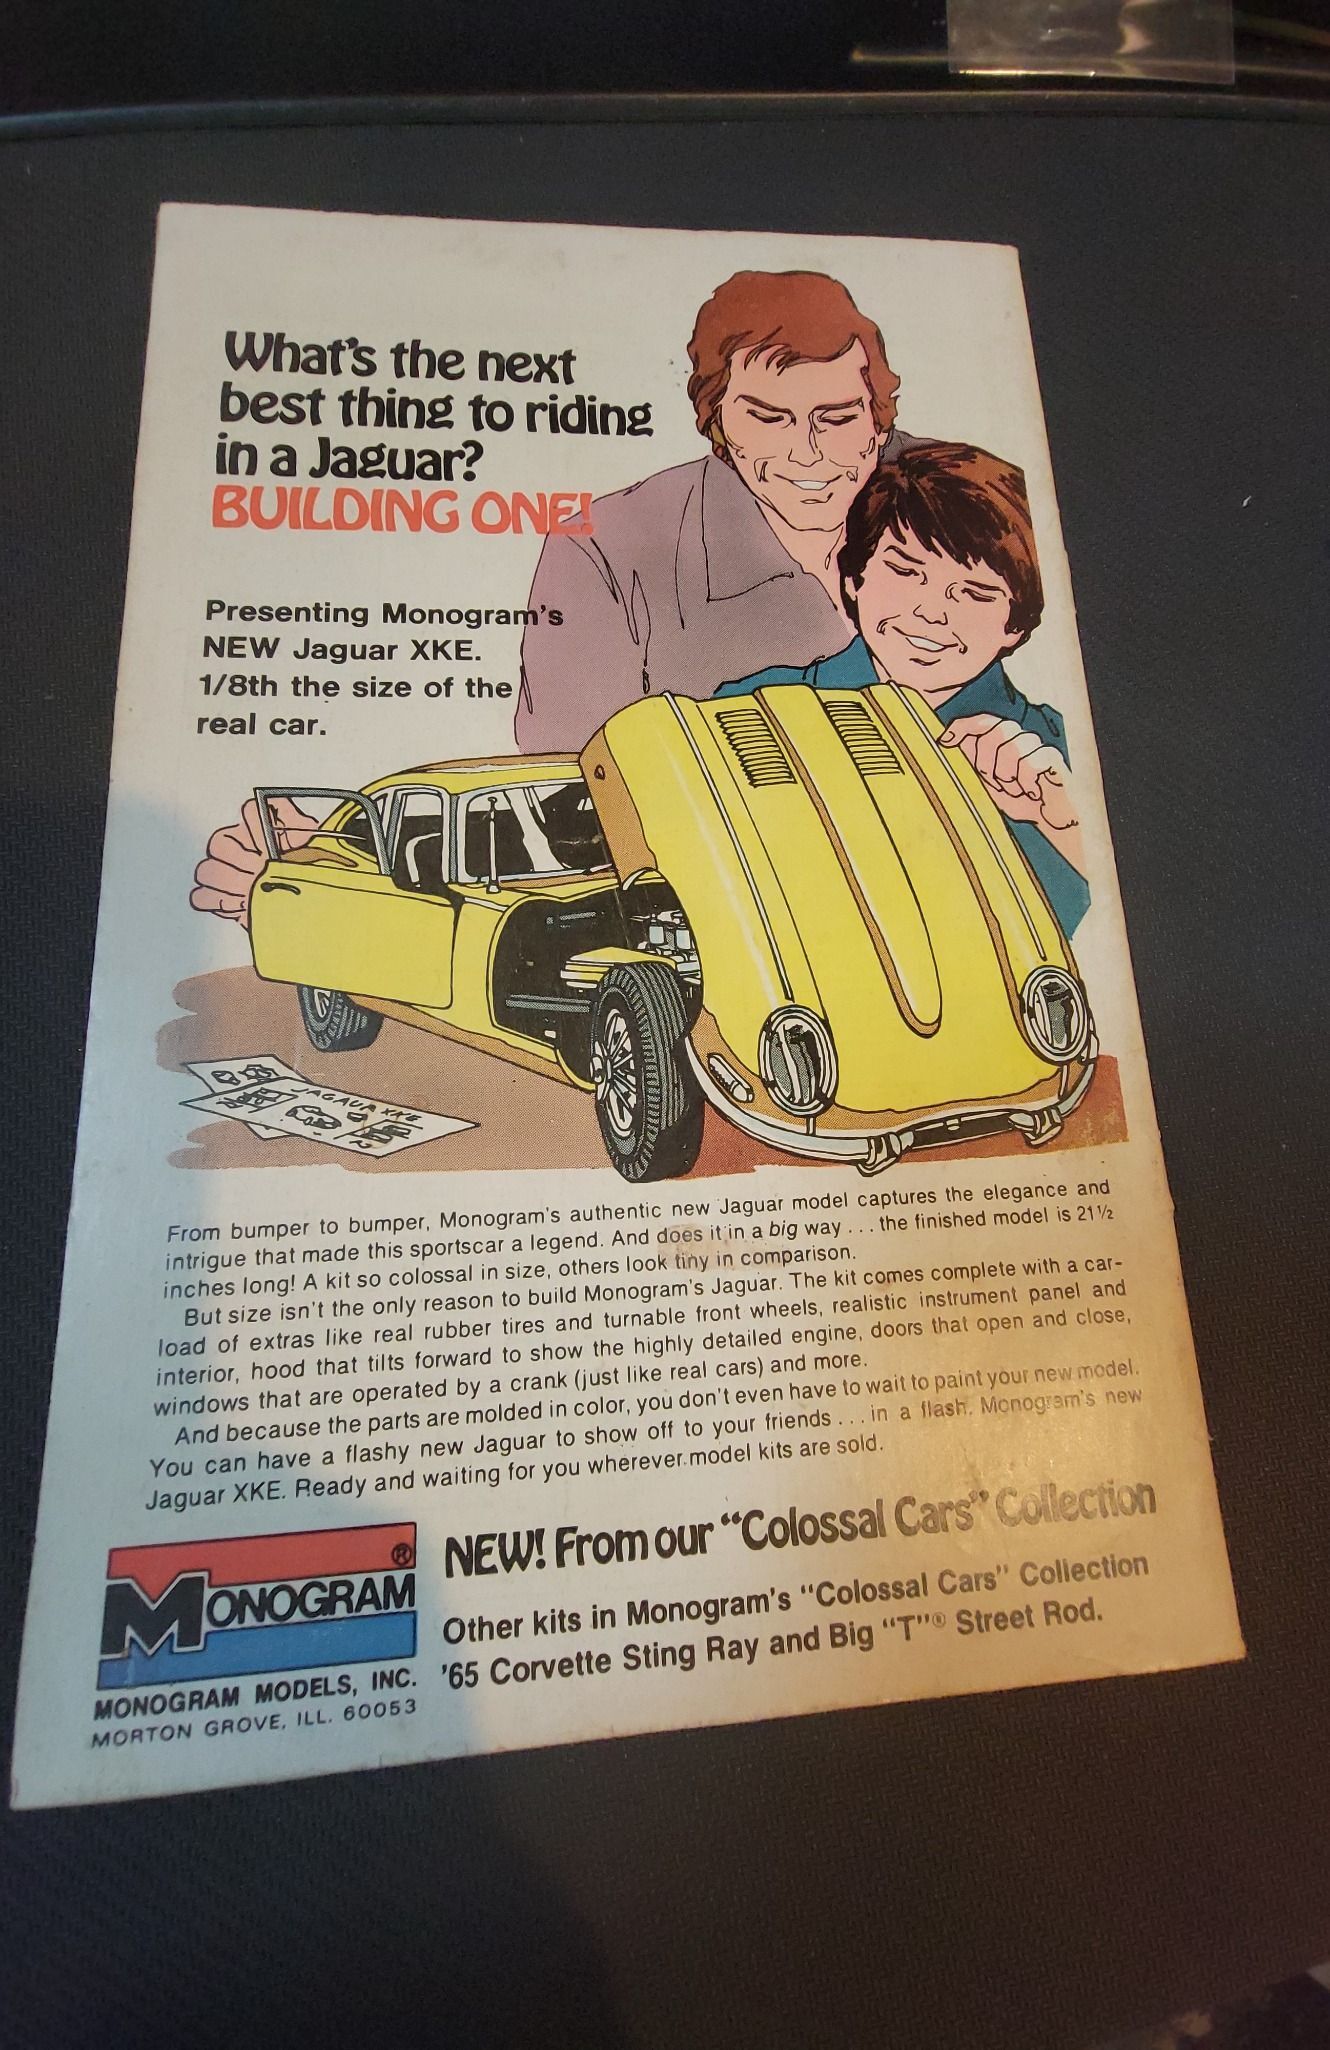 What's the next
best thing to riding
in a Jaguar?
BUILDING ONE!
Presenting Monogram's
NEW Jaguar XKE.
1/8th the size of the
real car.
JAGAUR XKE
From bumper to bumper, Monogram's authentic new Jaguar model captures the elegance and
intrigue that made this sportscar a legend. And does it in a big way . . . the finished model is 21½
inches long! A kit so colossal in size, others look tiny in comparison.
But size isn't the only reason to build Monogram's Jaguar. The kit comes complete with a car-
load of extras like real rubber tires and turnable front wheels, realistic instrument panel and
interior, hood that tilts forward to show the highly detailed engine, doors that open and close,
windows that are operated by a crank (just like real cars) and more.
And because the parts are molded in color, you don't even have to wait to paint your new model.
You can have a flashy new Jaguar to show off to your friends . . . in a flash. Monogram's new
Jaguar XKE. Ready and waiting for you wherever model kits are sold.
MONOGRAM®
MONOGRAM MODELS, INC.
MORTON GROVE, ILL. 60053
NEW! From our “Colossal Cars” Collection
Other kits in Monogram's “Colossal Cars” Collection
'65 Corvette Sting Ray and Big “T”® Street Rod.